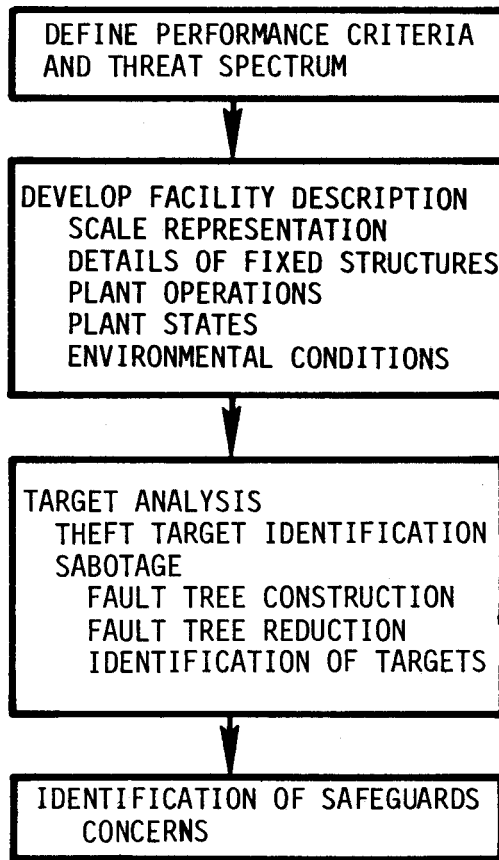 DEFINE PERFORMANCE CRITERIA
AND THREAT SPECTRUM
DEVELOP FACILITY DESCRIPTION
SCALE REPRESENTATION
DETAILS OF FIXED STRUCTURES
PLANT OPERATIONS
PLANT STATES
ENVIRONMENTAL CONDITIONS
TARGET ANALYSIS
THEFT TARGET IDENTIFICATION
SABOTAGE
FAULT TREE CONSTRUCTION
FAULT TREE REDUCTION
IDENTIFICATION OF TARGETS
IDENTIFICATION OF SAFEGUARDS
CONCERNS